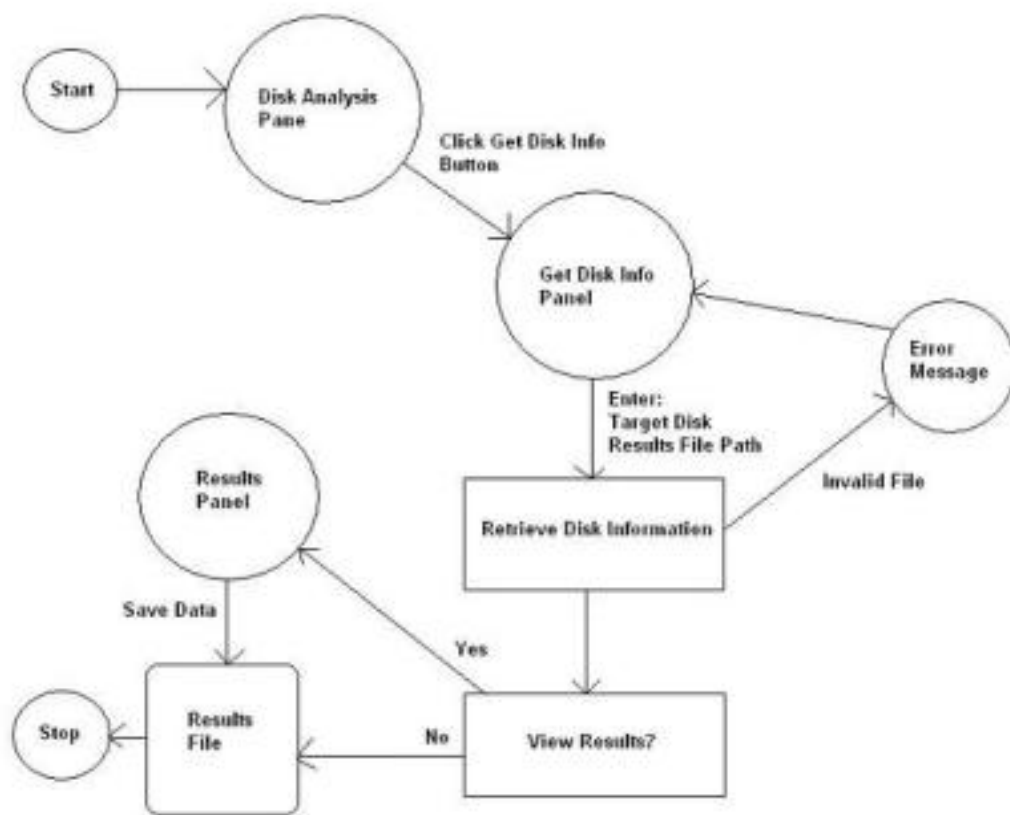 Start
Disk Analysis
Pane
Click Get Disk Info
Button
Get Disk Info
Panel
Error
Message
Enter:
Target Disk
Results File Path
Invalid File
Results
Panel
Retrieve Disk Information
Save Data
Yes
Stop
Results
File
No
View Results?